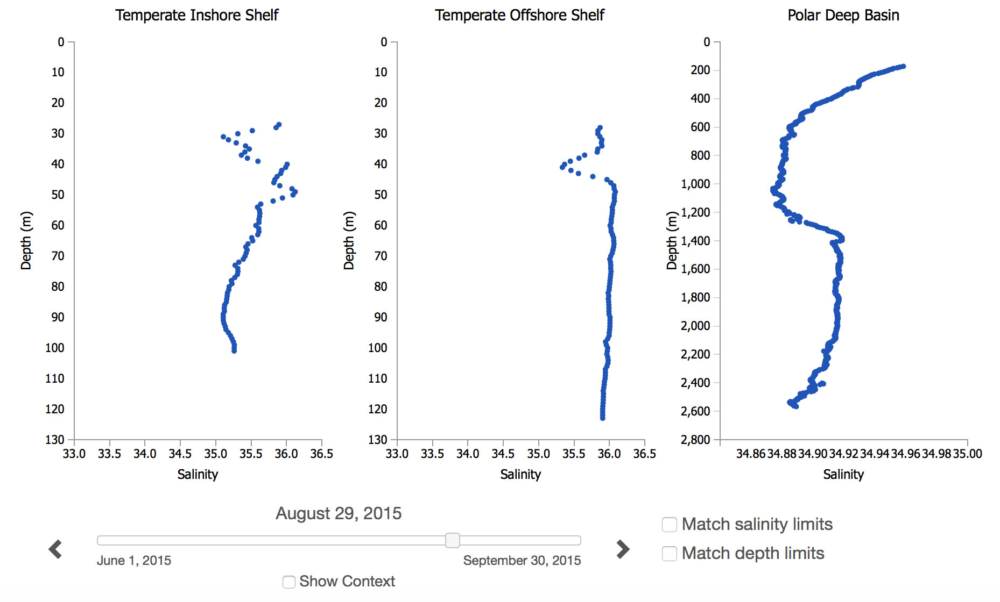 Temperate Inshore Shelf
0
10
20
30
40
50
60
70
80
90
100
110
120
130
Depth (m)
33.0 33.5 34.0 34.5 35.0 35.5 36.0 36.5
Salinity
Temperate Offshore Shelf
0
10
20
30
40
50
60
70
80
90
100
110
120
130
Depth (m)
33.0 33.5 34.0 34.5 35.0 35.5 36.0 36.5
Salinity
Polar Deep Basin
0
200
400
600
800
1,000
1,200
1,400
1,600
1,800
2,000
2,200
2,400
2,600
2,800
Depth (m)
34.86 34.88 34.90 34.92 34.94 34.96 34.98 35.00
Salinity
August 29, 2015
June 1, 2015
September 30, 2015
Show Context
Match salinity limits
Match depth limits